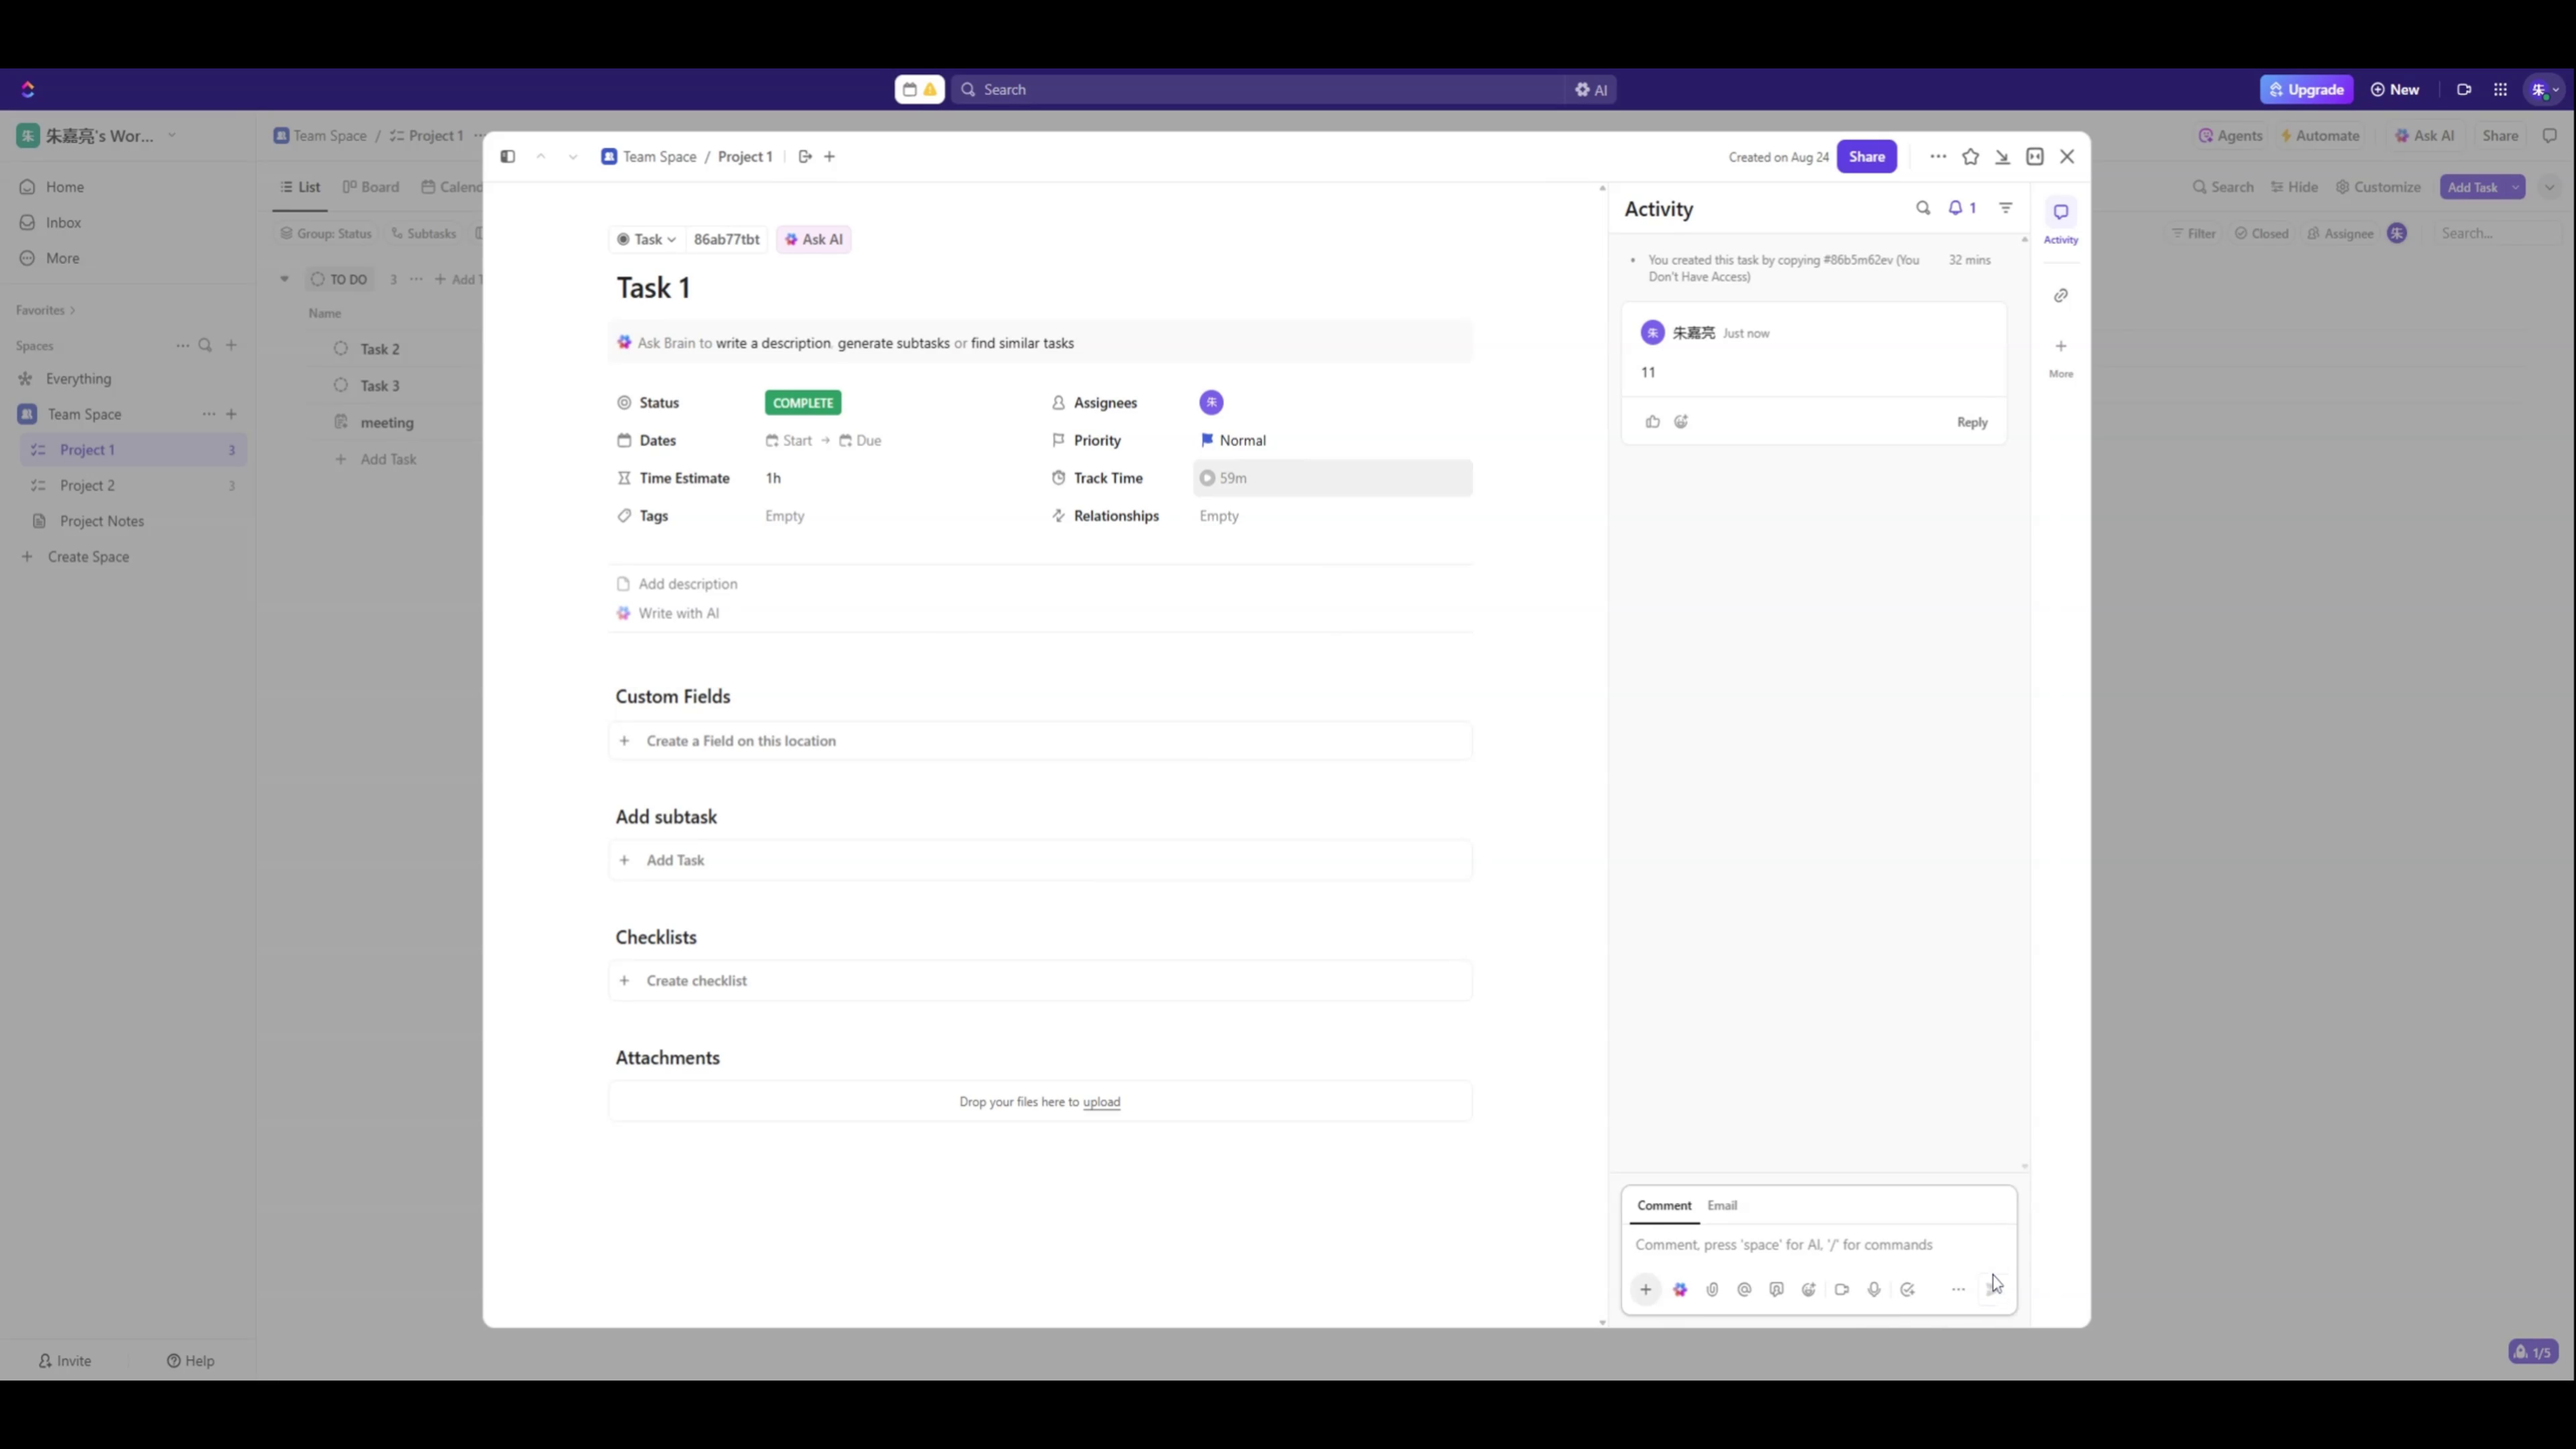 Search
AI
Upgrade
New
朱
朱 朱嘉亮's Wor...
Team Space / Project 1 ...
Agents
Automate
Ask AI
Share
Home
Inbox
More
Favorites
Spaces
Everything
Team Space
Project 1 3
Project 2 3
Project Notes
Create Space
Invite
Help
List
Board
Calend
Search
Hide
Customize
Add Task
Group: Status
Subtasks
Filter
Closed
Assignee
朱
Search...
TO DO 3 ... + Add T
Name
Task 2
Task 3
meeting
+ Add Task
Team Space / Project 1
Created on Aug 24
Share
Task
86ab77tbt
Ask AI
Task 1
Ask Brain to write a description, generate subtasks or find similar tasks
Status COMPLETE
Assignees 朱
Dates Start → Due
Priority Normal
Time Estimate 1h
Track Time 59m
Tags Empty
Relationships Empty
Add description
Write with AI
Custom Fields
+ Create a Field on this location
Add subtask
+ Add Task
Checklists
+ Create checklist
Attachments
Drop your files here to upload
Activity
1
You created this task by copying #86b5m62ev (You
Don't Have Access)
32 mins
朱 朱嘉亮 Just now
11
Reply
Comment
Email
Comment, press 'space' for AI, '/' for commands
Activity
More
1/5